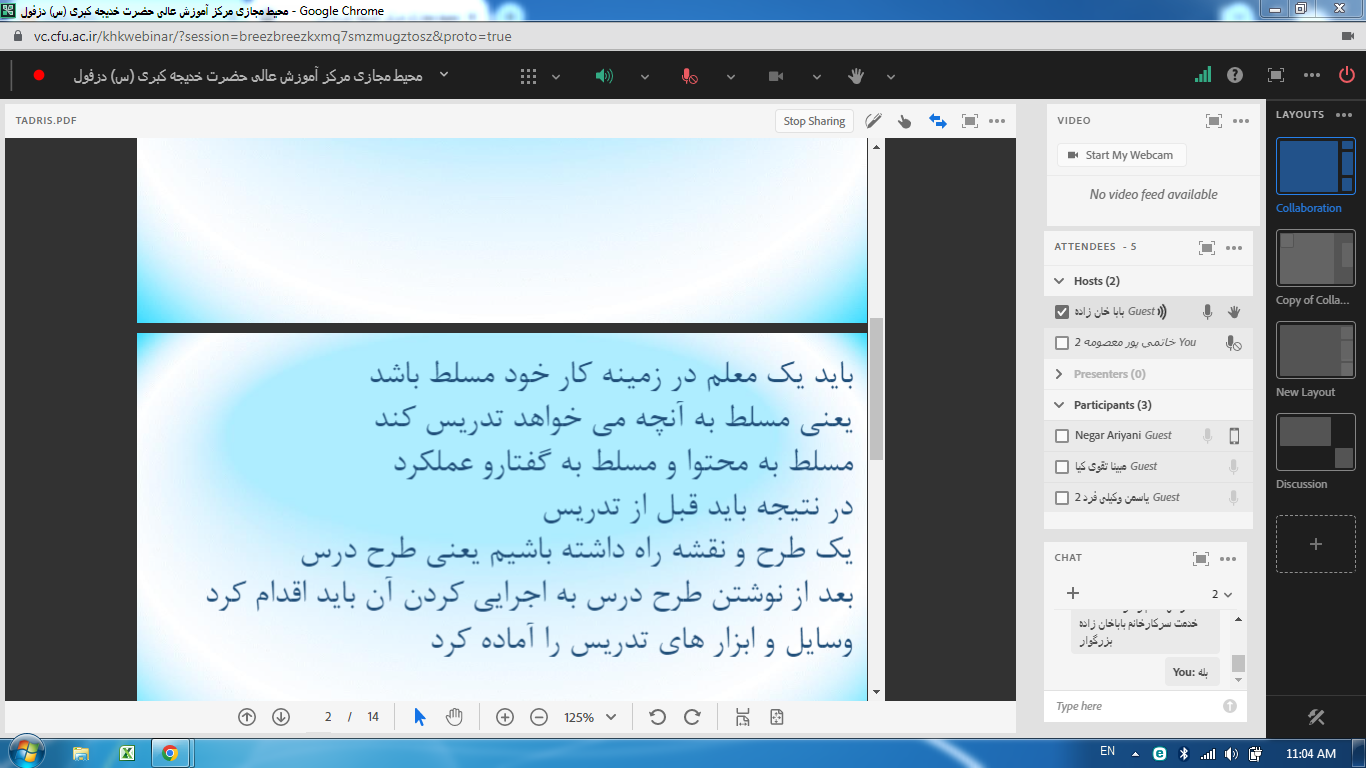 محیط مجازی مرکز آموزش عالی حضرت خدیجه کبری (س) دزفول - Google Chrome
vc.cfu.ac.ir/khkwebinar/?session=breezbreezkxmq7smzmugztosz&proto=true
محیط مجازی مرکز آموزش عالی حضرت خدیجه کبری (س) دزفول
TADRIS.PDF
Stop Sharing
باید یک معلم در زمینه کار خود مسلط باشد
یعنی مسلط به آنچه می خواهد تدریس کند
مسلط به محتوا و مسلط به گفتارو عملکرد
در نتیجه باید قبل از تدریس
یک طرح و نقشه راه داشته باشیم یعنی طرح درس
بعد از نوشتن طرح درس به اجرایی کردن آن باید اقدام کرد
وسایل و ابزار های تدریس را آماده کرد
2 / 14
125%
VIDEO
Start My Webcam
No video feed available
ATTENDEES - 5
Hosts (2)
بابا خان زاده Guest
خاتمی پور معصومه 2 You
Presenters (0)
Participants (3)
Negar Ariyani Guest
مبینا تقوی کیا Guest
یاسمن وکیلی فرد 2 Guest
CHAT
2
خدمت سرکارخانم باباخان زاده
بزرگوار
You: بله
Type here
LAYOUTS
Collaboration
Copy of Colla...
New Layout
Discussion
EN
11:04 AM